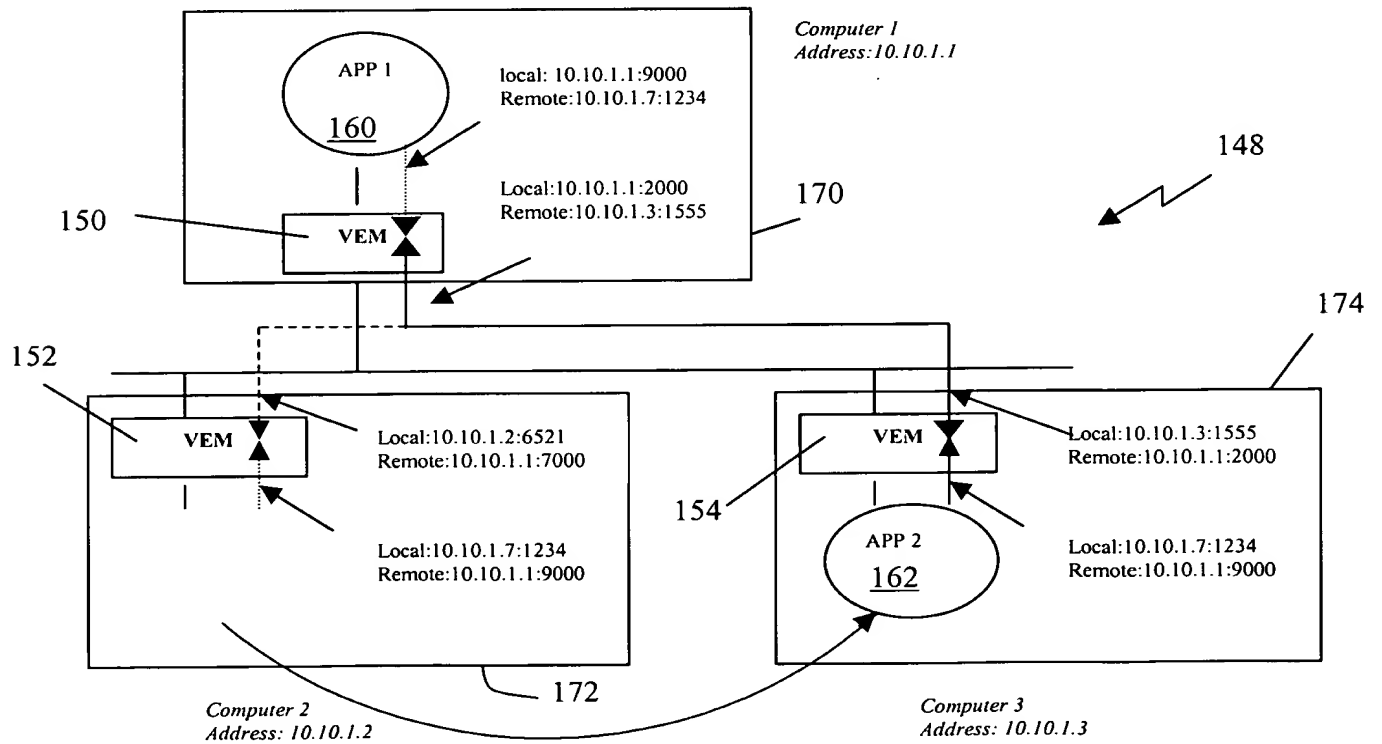 Computer 1
Address:10.10.1.1
APP 1
160
local: 10.10.1.1:9000
Remote:10.10.1.7:1234
148
Local:10.10.1.1:2000
Remote:10.10.1.3:1555
170
150
VEM
174
152
VEM
Local:10.10.1.2:6521
Remote:10.10.1.1:7000
VEM
Local:10.10.1.3:1555
Remote:10.10.1.1:2000
154
Local:10.10.1.7:1234
Remote:10.10.1.1:9000
APP 2
162
Local:10.10.1.7:1234
Remote:10.10.1.1:9000
172
Computer 2
Address: 10.10.1.2
Computer 3
Address: 10.10.1.3